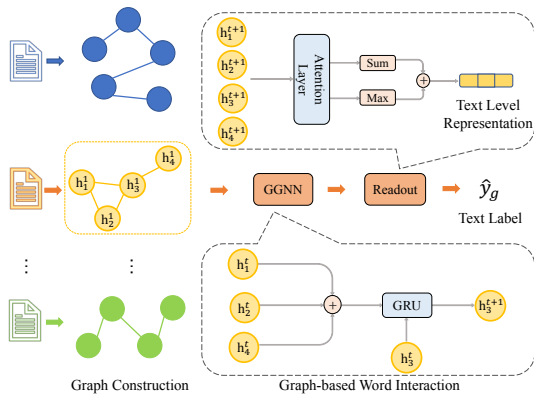 h₁ᵗ⁺¹
h₂ᵗ⁺¹
h₃ᵗ⁺¹
h₄ᵗ⁺¹
Attention
Layer
Sum
Max
+
Text Level
Representation
h₁¹
h₂¹
h₃¹
h₄¹
GGNN
Readout
ŷg
Text Label
...
...
h₁ᵗ
h₂ᵗ
h₄ᵗ
+
GRU
h₃ᵗ
h₃ᵗ⁺¹
Graph Construction
Graph-based Word Interaction